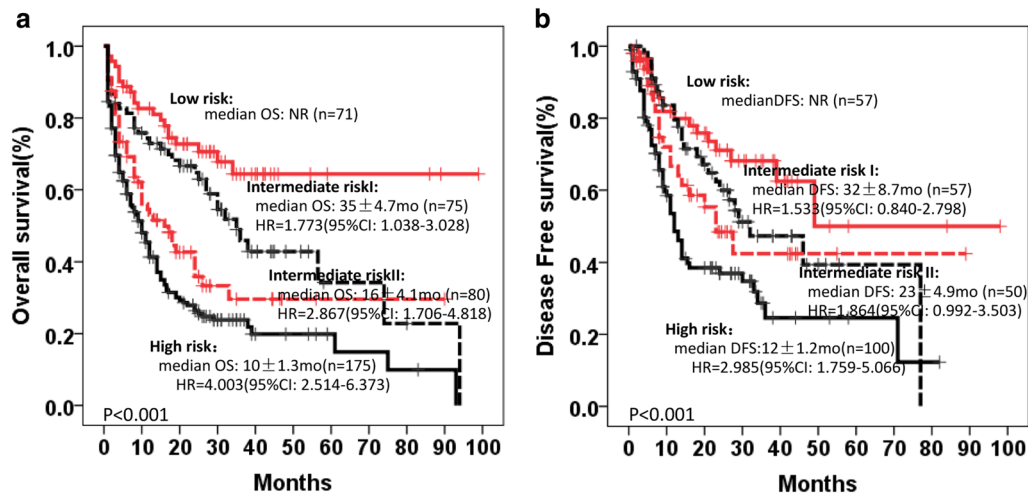 a
Overall survival(%)
1.0
0.8
0.6
0.4
0.2
0.0
Low risk:
median OS: NR (n=71)
Intermediate riskI:
median OS: 35±4.7mo (n=75)
HR=1.773(95%CI: 1.038-3.028)
Intermediate riskII:
median OS: 16±4.1mo (n=80)
HR=2.867(95%CI: 1.706-4.818)
High risk:
median OS: 10±1.3mo(n=175)
HR=4.003(95%CI: 2.514-6.373)
P<0.001
0 10 20 30 40 50 60 70 80 90 100
Months
b
Disease Free survival(%)
1.0
0.8
0.6
0.4
0.2
0.0
Low risk:
medianDFS: NR (n=57)
Intermediate risk I:
median DFS: 32±8.7mo (n=57)
HR=1.533(95%CI: 0.840-2.798)
Intermediate risk II:
median DFS: 23±4.9mo (n=50)
HR=1.864(95%CI: 0.992-3.503)
High risk:
median DFS:12±1.2mo(n=100)
HR=2.985(95%CI: 1.759-5.066)
P<0.001
0 10 20 30 40 50 60 70 80 90 100
Months